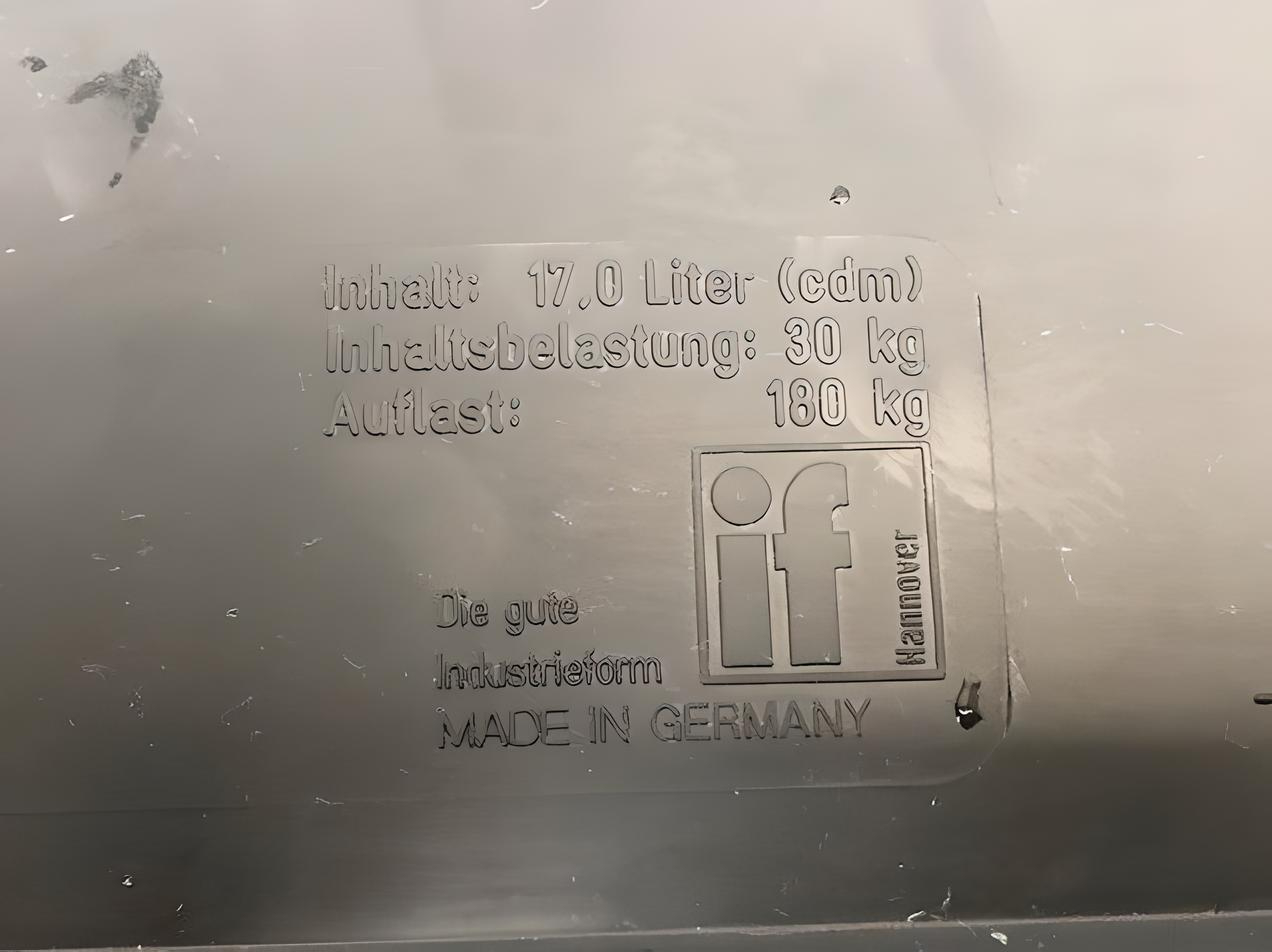 Inhalt: 17,0 Liter (cdm)
Inhaltsbelastung: 30 kg
Auflast: 180 kg
if
Hannover
Die gute
Industrieform
MADE IN GERMANY